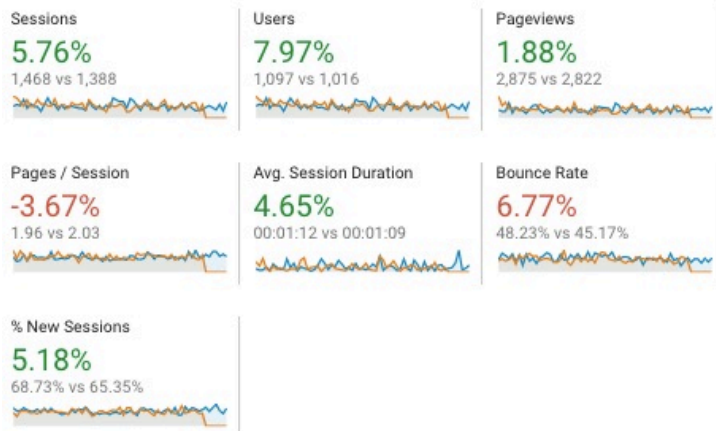 Sessions
5.76%
1,468 vs 1,388
Users
7.97%
1,097 vs 1,016
Pageviews
1.88%
2,875 vs 2,822
Pages / Session
-3.67%
1.96 vs 2.03
Avg. Session Duration
4.65%
00:01:12 vs 00:01:09
Bounce Rate
6.77%
48.23% vs 45.17%
% New Sessions
5.18%
68.73% vs 65.35%